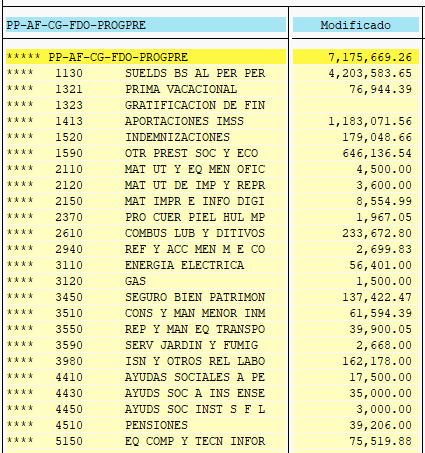 PP-AF-CG-FDO-PROGPRE Modificado
***** PP-AF-CG-FDO-PROGPRE 7,175,669.26
**** 1130 SUELDS BS AL PER PER 4,203,583.65
**** 1321 PRIMA VACACIONAL 76,944.39
**** 1323 GRATIFICACION DE FIN
**** 1413 APORTACIONES IMSS 1,183,071.56
**** 1520 INDEMNIZACIONES 179,048.66
**** 1590 OTR PREST SOC Y ECO 646,136.54
**** 2110 MAT UT Y EQ MEN OFIC 4,500.00
**** 2120 MAT UT DE IMP Y REPR 3,600.00
**** 2150 MAT IMPR E INFO DIGI 8,554.99
**** 2370 PRO CUER PIEL HUL MP 1,967.05
**** 2610 COMBUS LUB Y DITIVOS 233,672.80
**** 2940 REF Y ACC MEN M E CO 2,699.83
**** 3110 ENERGIA ELECTRICA 56,401.00
**** 3120 GAS 1,500.00
**** 3450 SEGURO BIEN PATRIMON 137,422.47
**** 3510 CONS Y MAN MENOR INM 61,594.39
**** 3550 REP Y MAN EQ TRANSPO 39,900.05
**** 3590 SERV JARDIN Y FUMIG 2,668.00
**** 3980 ISN Y OTROS REL LABO 162,178.00
**** 4410 AYUDAS SOCIALES A PE 17,500.00
**** 4430 AYUDS SOC A INS ENSE 35,000.00
**** 4450 AYUDS SOC INST S F L 3,000.00
**** 4510 PENSIONES 39,206.00
**** 5150 EQ COMP Y TECN INFOR 75,519.88